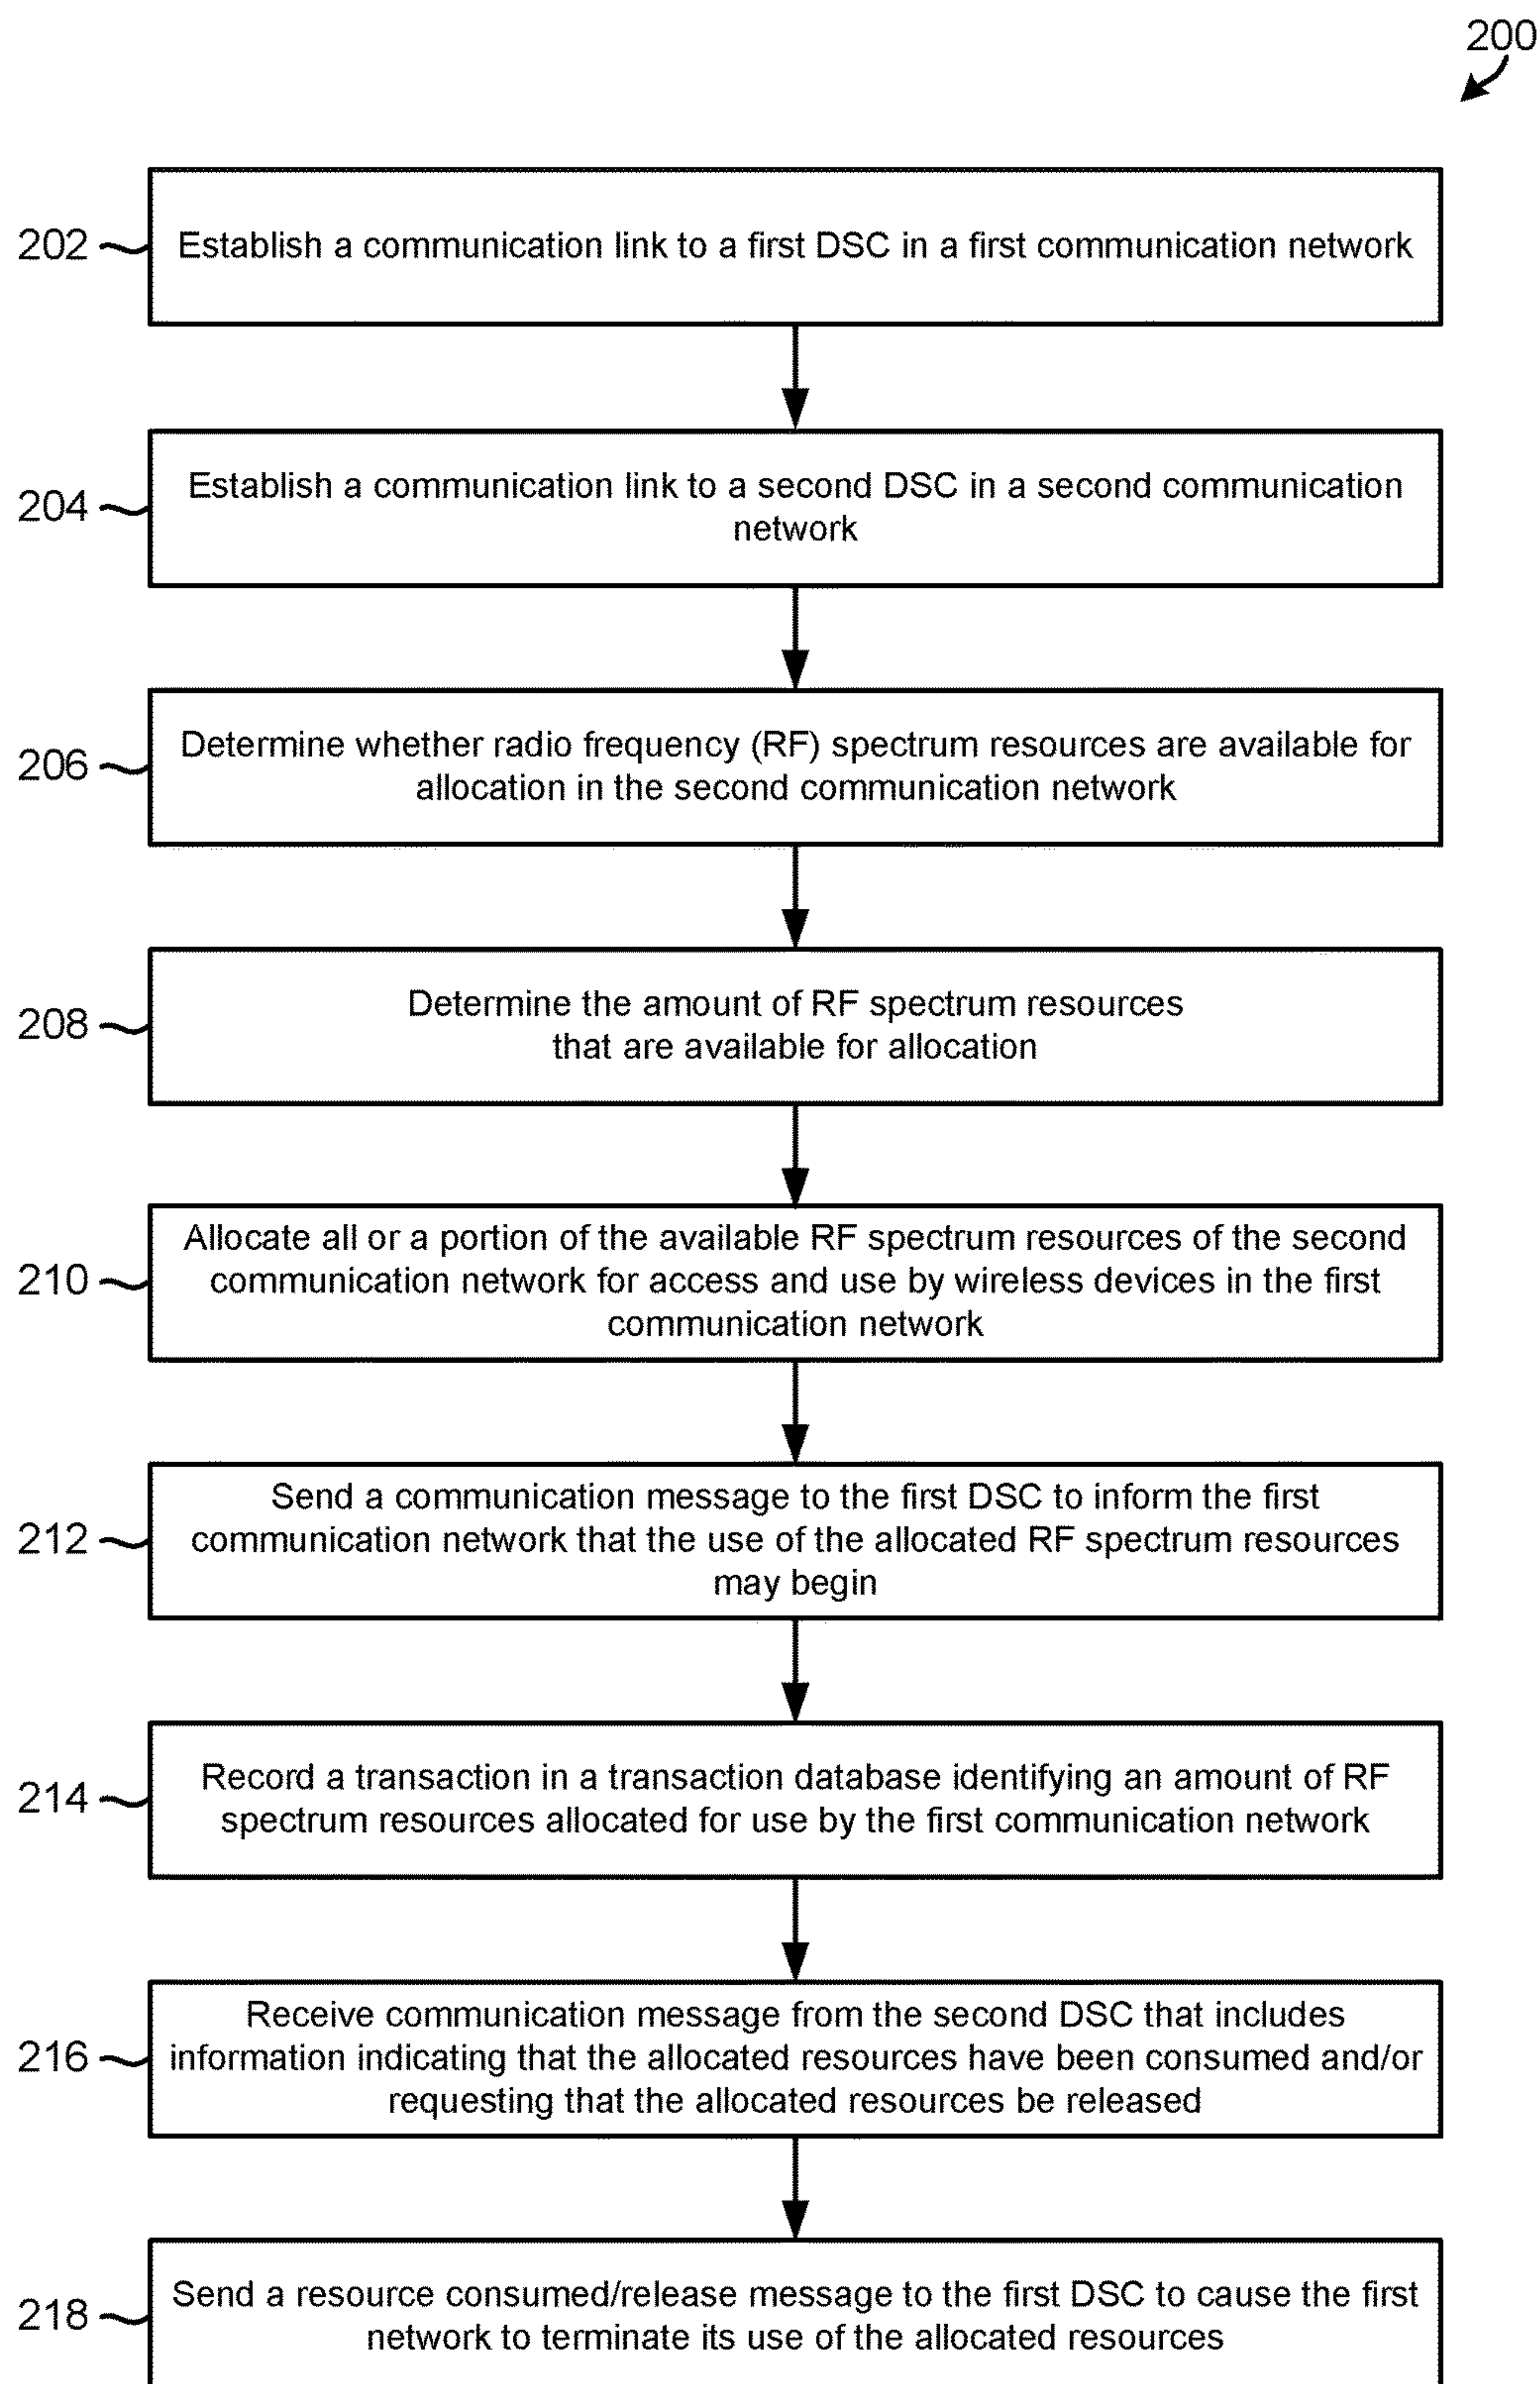 200
202
Establish a communication link to a first DSC in a first communication network
204
Establish a communication link to a second DSC in a second communication
network
206
Determine whether radio frequency (RF) spectrum resources are available for
allocation in the second communication network
208
Determine the amount of RF spectrum resources
that are available for allocation
210
Allocate all or a portion of the available RF spectrum resources of the second
communication network for access and use by wireless devices in the first
communication network
212
Send a communication message to the first DSC to inform the first
communication network that the use of the allocated RF spectrum resources
may begin
214
Record a transaction in a transaction database identifying an amount of RF
spectrum resources allocated for use by the first communication network
216
Receive communication message from the second DSC that includes
information indicating that the allocated resources have been consumed and/or
requesting that the allocated resources be released
218
Send a resource consumed/release message to the first DSC to cause the first
network to terminate its use of the allocated resources